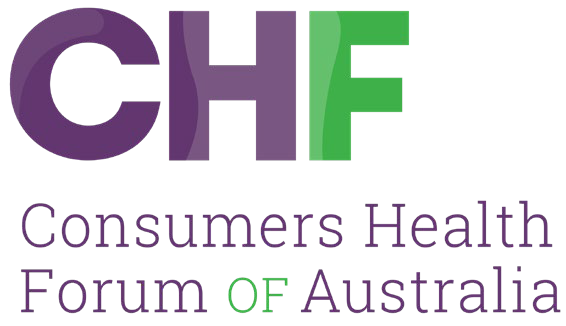 CHF
Consumers Health
Forum OF Australia